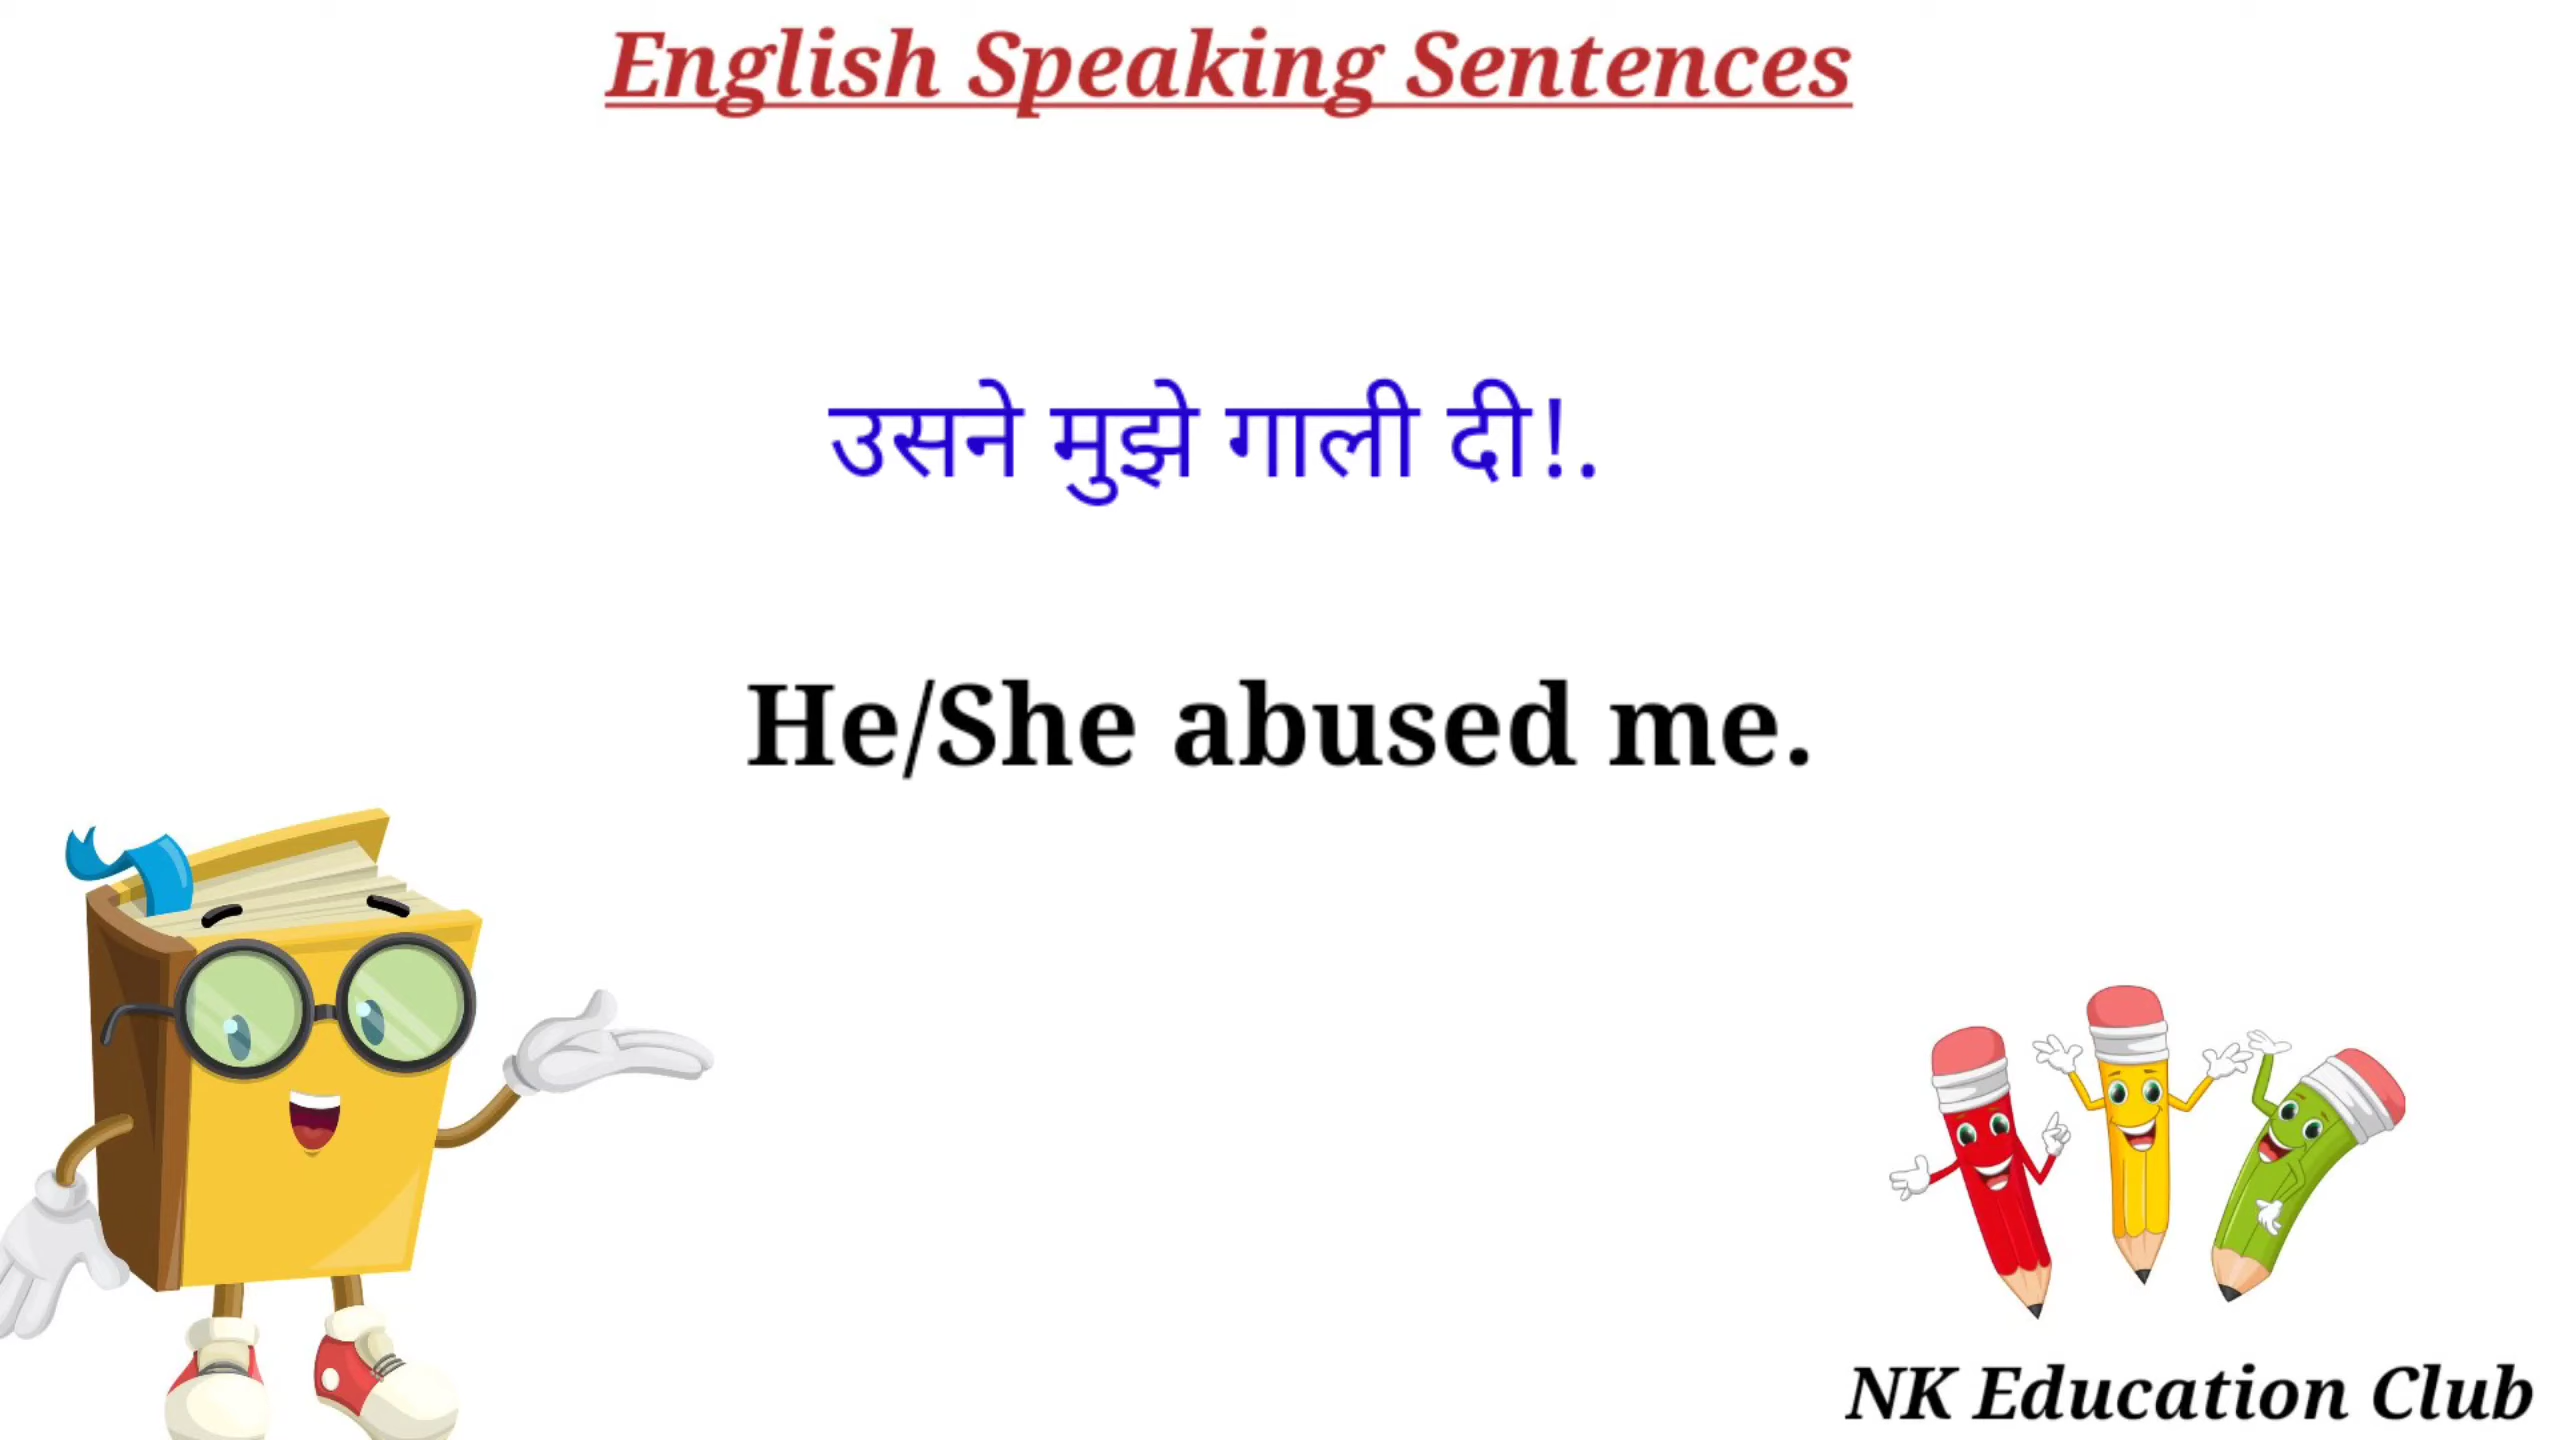 English Speaking Sentences
उसने मुझे गाली दी!.
He/She abused me.
NK Education Club